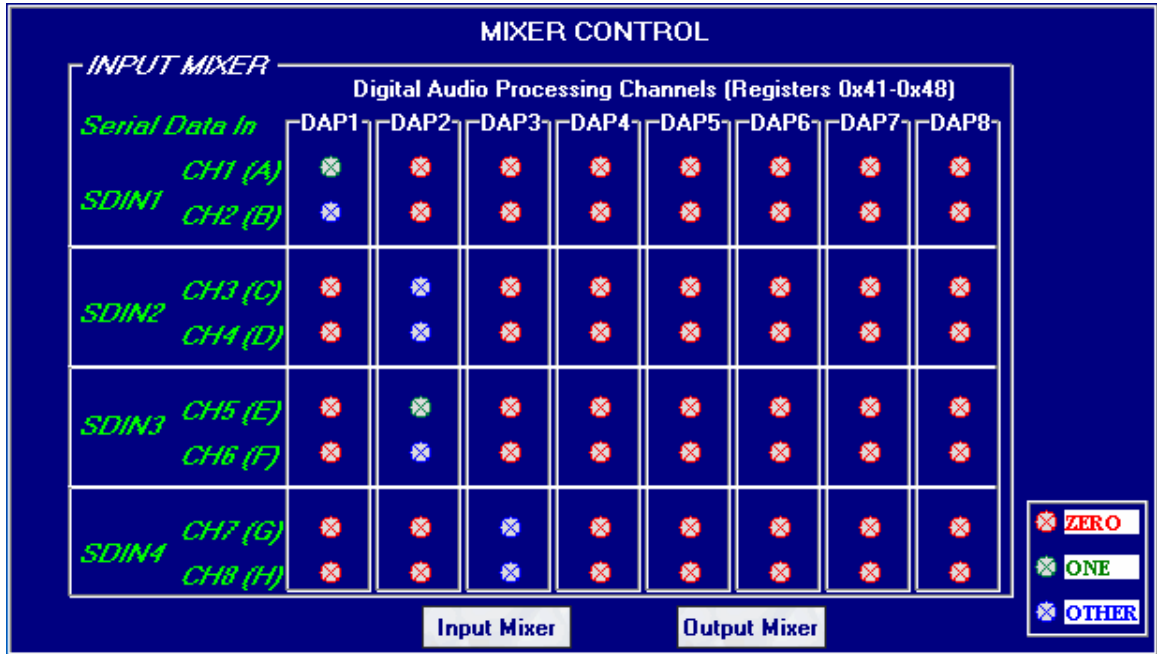 MIXER CONTROL
INPUT MIXER
Digital Audio Processing Channels (Registers 0x41-0x48)
Serial Data In DAP1 DAP2 DAP3 DAP4 DAP5 DAP6 DAP7 DAP8
CH1 (A)
SDIN1
CH2 (B)
CH3 (C)
SDIN2
CH4 (D)
CH5 (E)
SDIN3
CH6 (F)
CH7 (G)
SDIN4
CH8 (H)
ZERO
ONE
OTHER
Input Mixer Output Mixer